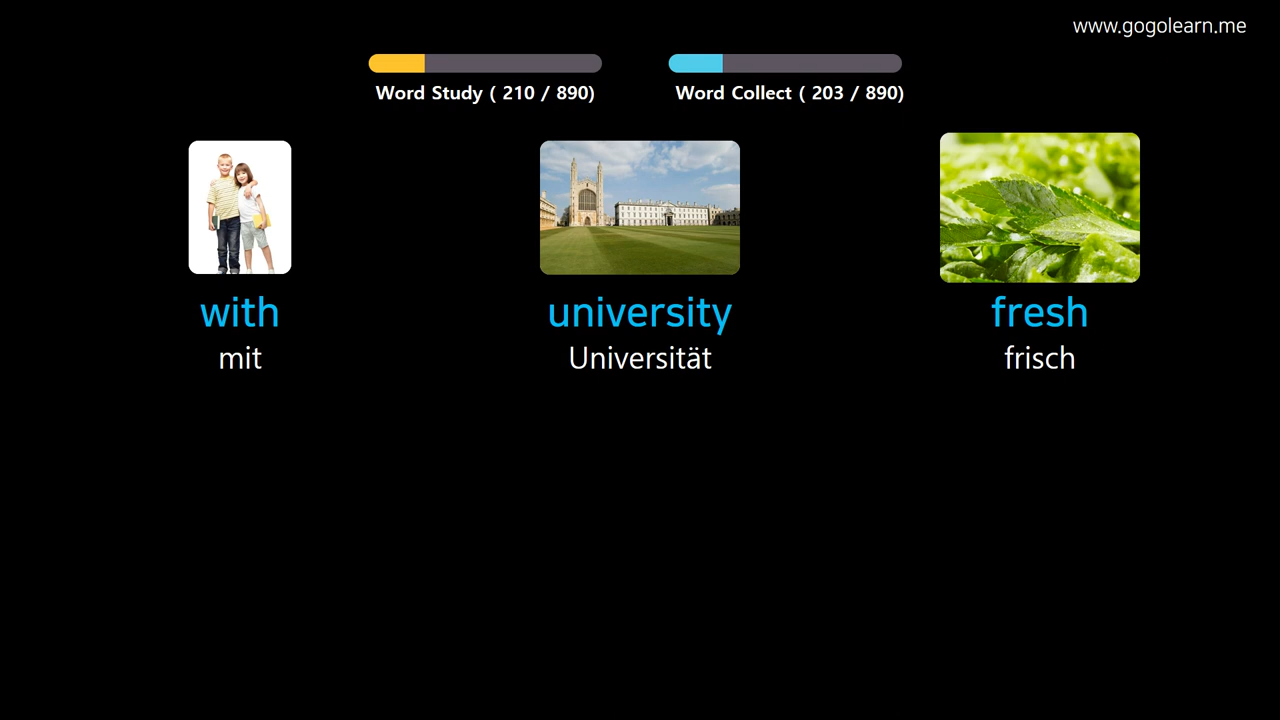 www.gogolearn.me
Word Study ( 210 / 890)
Word Collect ( 203 / 890)
with
mit
university
Universität
fresh
frisch